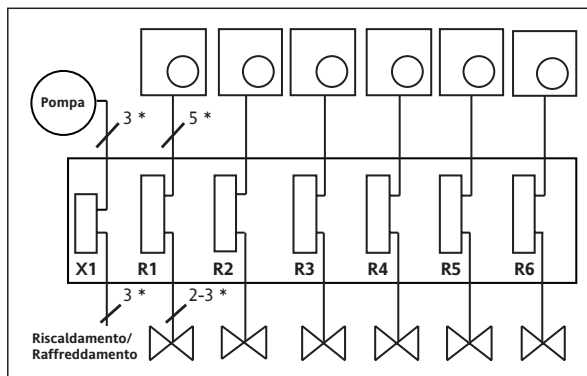 Pompa
3 *
5 *
X1
R1
R2
R3
R4
R5
R6
3 *
2-3 *
Riscaldamento/
Raffreddamento